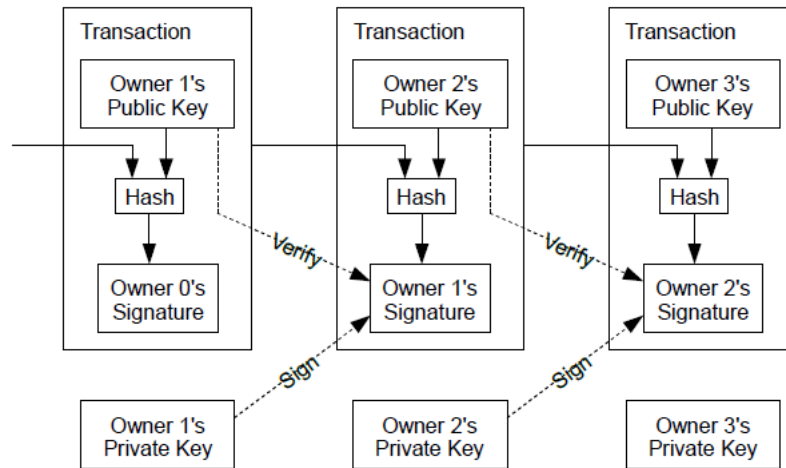 Transaction
Transaction
Transaction
Owner 1's
Public Key
Owner 2's
Public Key
Owner 3's
Public Key
Hash
Hash
Hash
Verify
Verify
Owner 0's
Signature
Owner 1's
Signature
Owner 2's
Signature
Sign
Sign
Owner 1's
Private Key
Owner 2's
Private Key
Owner 3's
Private Key